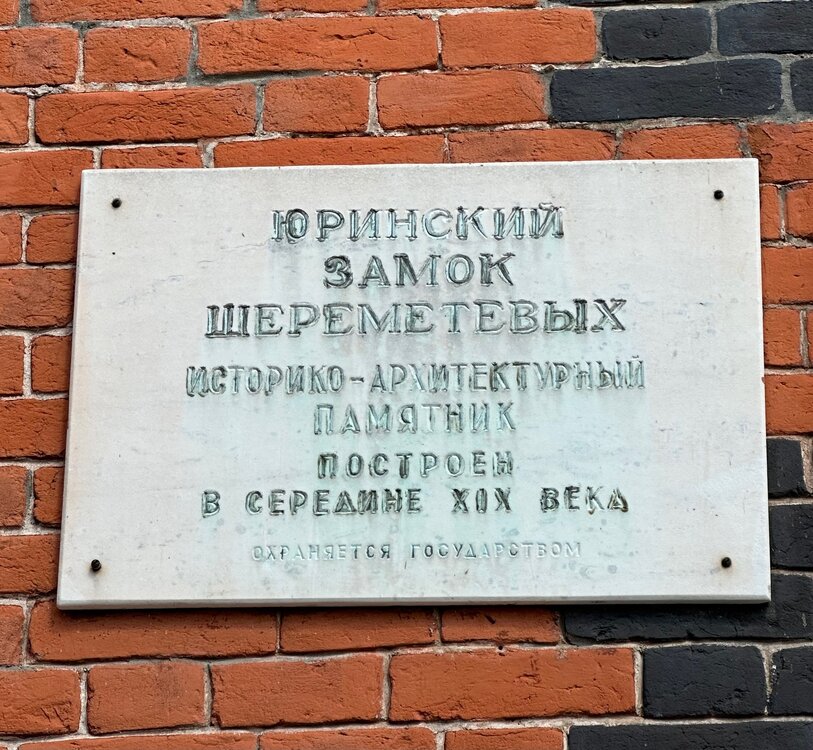 ЮРИНСКИЙ
ЗАМОК
ШЕРЕМЕТЕВЫХ
ИСТОРИКО-АРХИТЕКТУРНЫЙ
ПАМЯТНИК
ПОСТРОЕН
В СЕРЕДИНЕ XIX ВЕКА
ОХРАНЯЕТСЯ ГОСУДАРСТВОМ